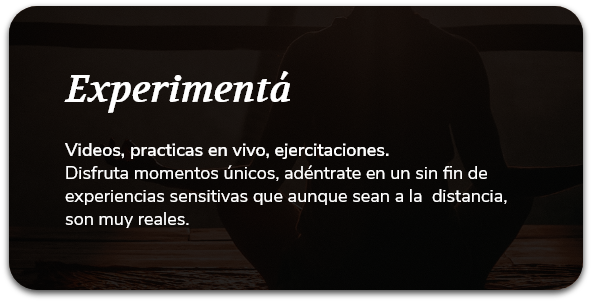 Experimentá
Videos, practicas en vivo, ejercitaciones.
Disfruta momentos únicos, adéntrate en un sin fin de
experiencias sensitivas que aunque sean a la  distancia,
son muy reales.